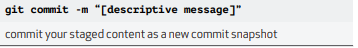 git commit -m "[descriptive message]"
commit your staged content as a new commit snapshot